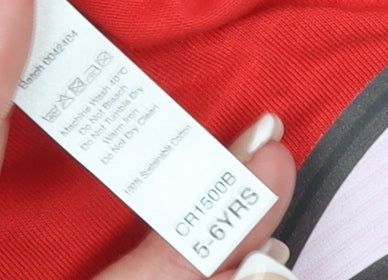 Batch 0042404
Machine Wash 40°C
Do Not Bleach
Do Not Tumble Dry
Warm Iron
Do Not Dry Clean
100% Sustainable Cotton
CR1500B
5-6YRS